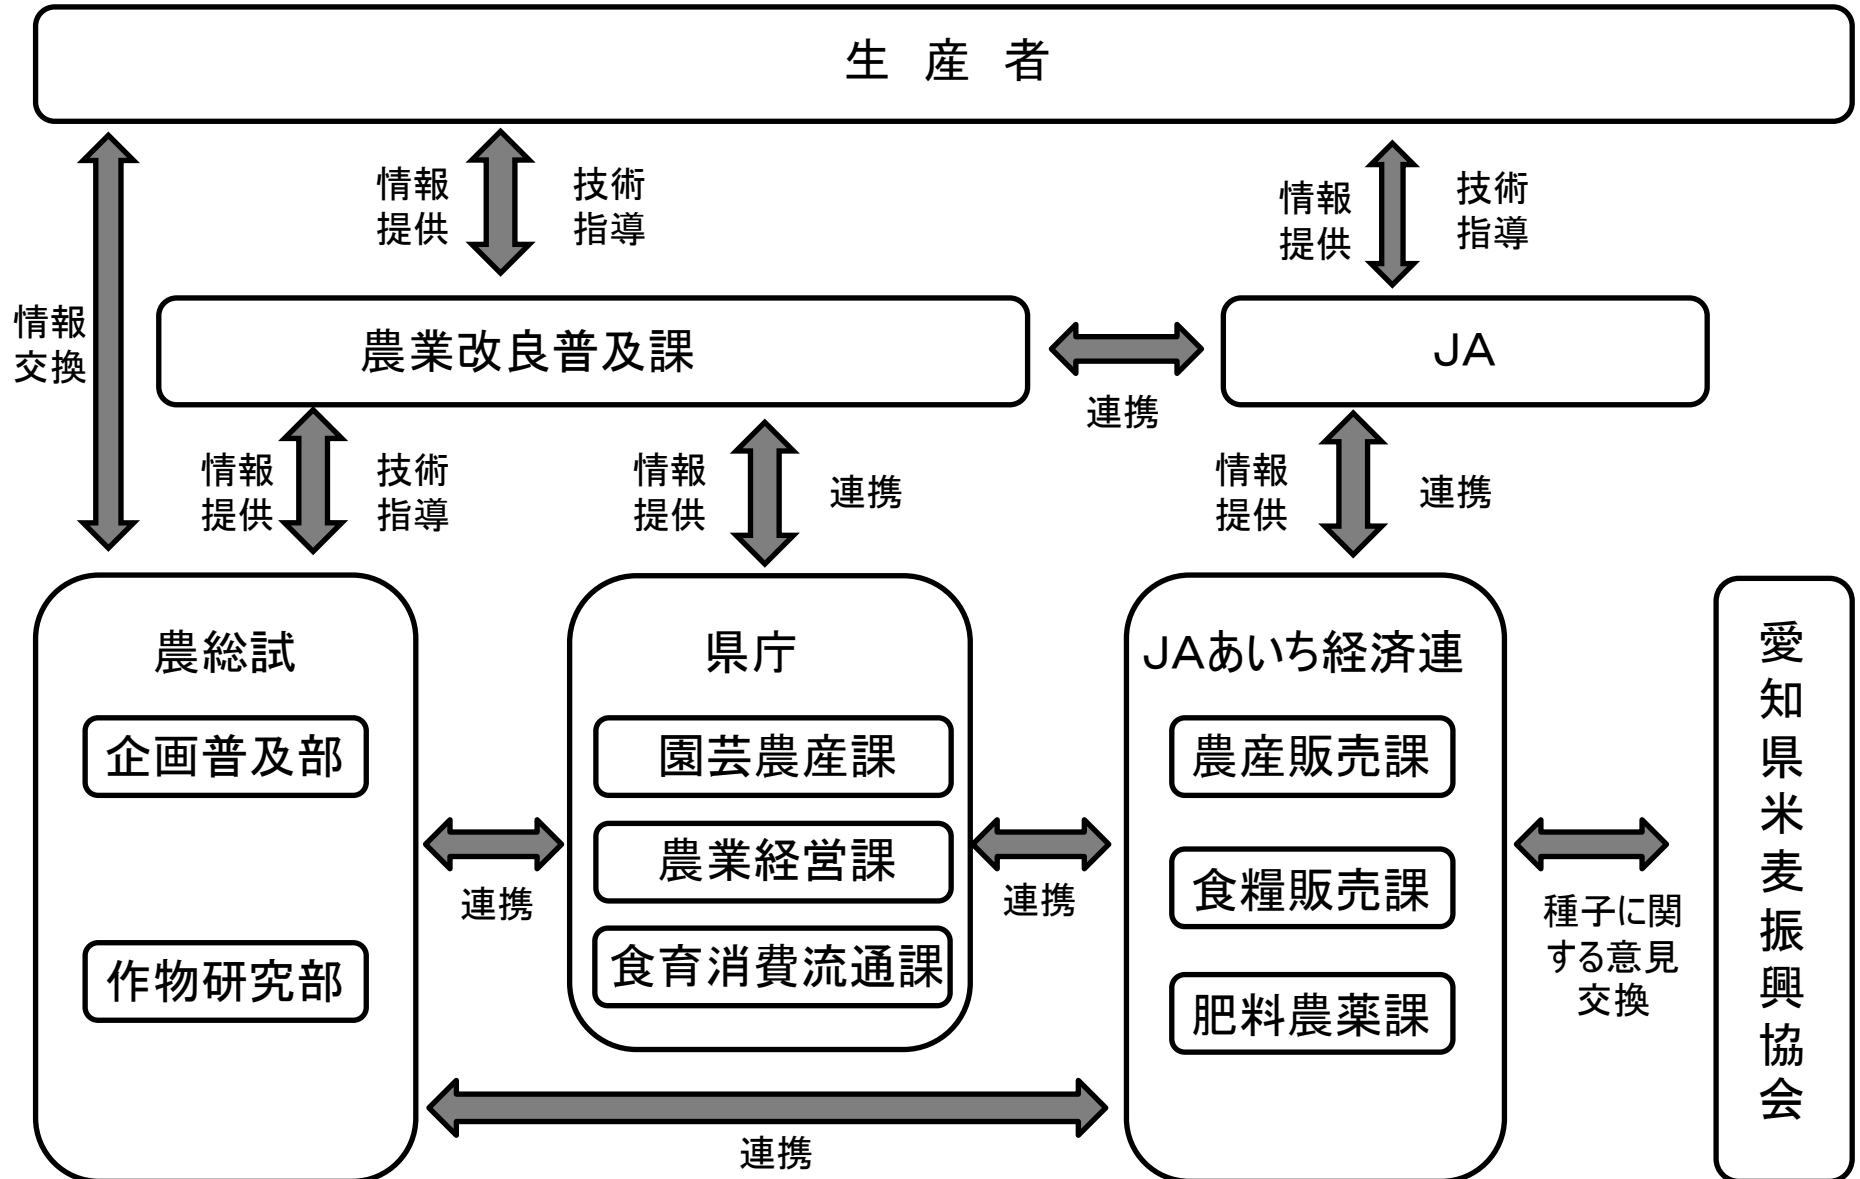 生 産 者
情報
提供
技術
指導
情報
提供
技術
指導
情報
交換
農業改良普及課
JA
連携
情報
提供
技術
指導
情報
提供
連携
情報
提供
連携
農総試
企画普及部
作物研究部
連携
県庁
園芸農産課
農業経営課
食育消費流通課
連携
JAあいち経済連
農産販売課
食糧販売課
肥料農薬課
種子に関
する意見
交換
愛知県米麦振興協会
連携